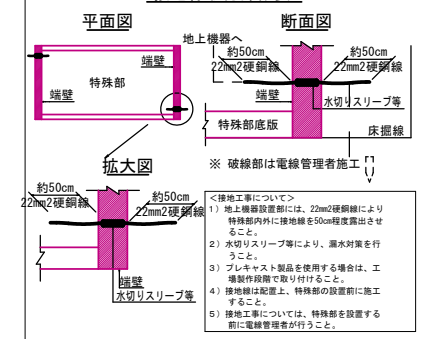 平面図
端壁
特殊部
端壁
断面図
地上機器へ
約50cm
約50cm
22mm2硬銅線
22mm2硬銅線
端壁
水切りスリーブ等
特殊部底版
床掘線
※ 破線部は電線管理者施工
拡大図
約50cm
約50cm
22mm2硬銅線
22mm2硬銅線
端壁
水切りスリーブ等
<接地工事について>
1) 地上機器設置部には、22mm2硬銅線により
特殊部内外に接地線を50cm程度露出させ
ること。
2) 水切りスリーブ等により、漏水対策を行
うこと。
3) プレキャスト製品を使用する場合は、工
場製作段階で取り付けること。
4) 接地線は配置上、特殊部の設置前に施工
すること。
5) 接地工事については、特殊部を設置する
前に電線管理者が行うこと。